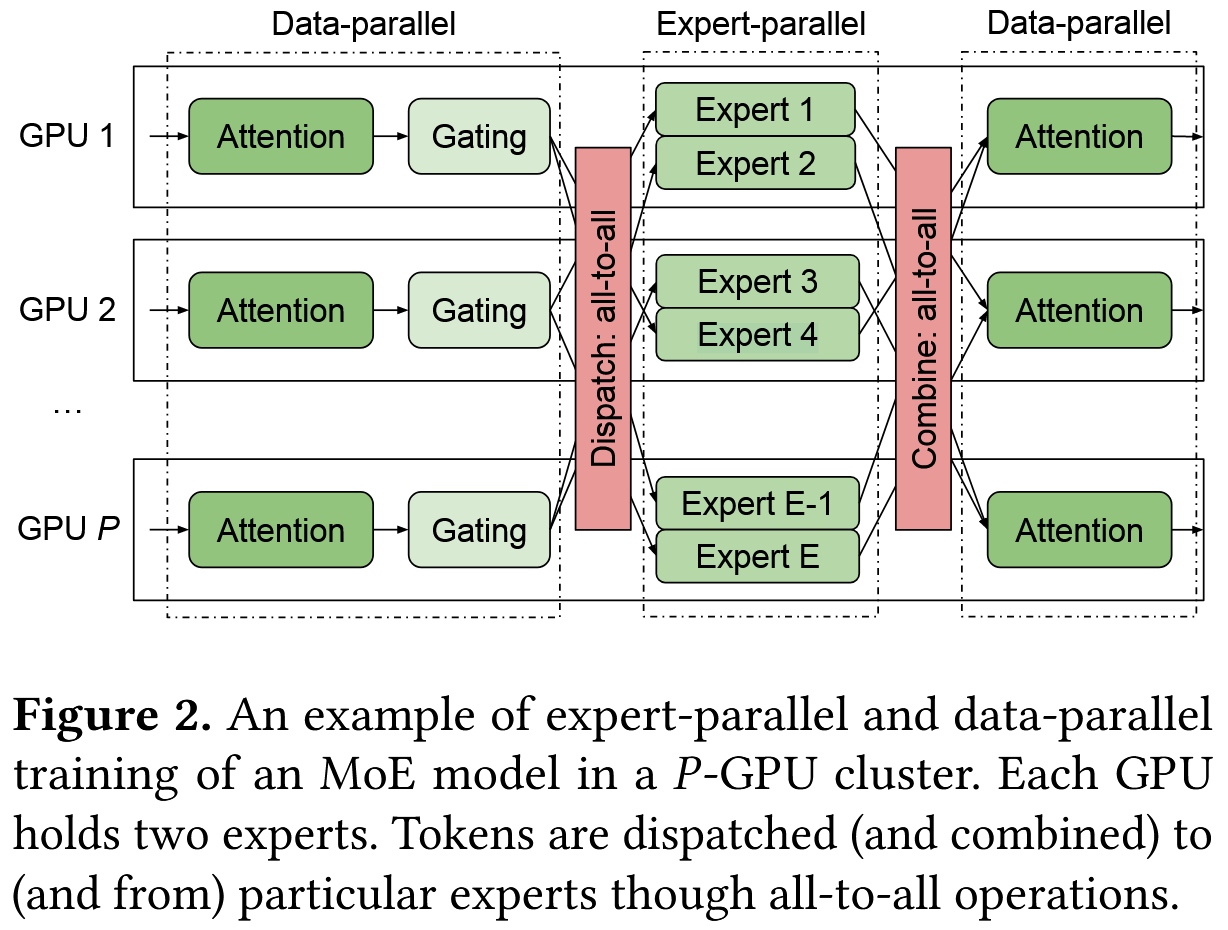 Data-parallel
Expert-parallel
Data-parallel
GPU 1
Attention
Gating
Expert 1
Expert 2
Attention
GPU 2
Attention
Gating
Expert 3
Expert 4
Attention
...
GPU P
Attention
Gating
Expert E-1
Expert E
Attention
Dispatch: all-to-all
Combine: all-to-all
Figure 2. An example of expert-parallel and data-parallel
training of an MoE model in a P-GPU cluster. Each GPU
holds two experts. Tokens are dispatched (and combined) to
(and from) particular experts though all-to-all operations.